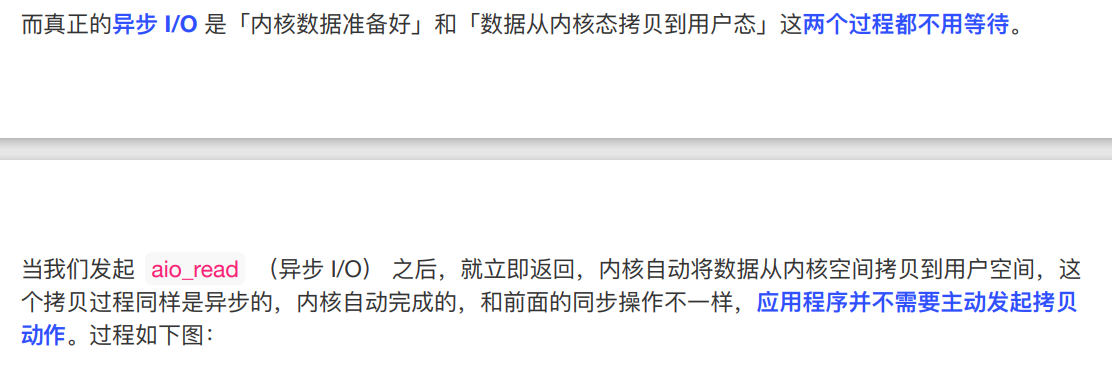 而真正的异步 I/O 是「内核数据准备好」和「数据从内核态拷贝到用户态」这两个过程都不用等待。
当我们发起 aio_read （异步 I/O） 之后，就立即返回，内核自动将数据从内核空间拷贝到用户空间，这
个拷贝过程同样是异步的，内核自动完成的，和前面的同步操作不一样，应用程序并不需要主动发起拷贝
动作。过程如下图：